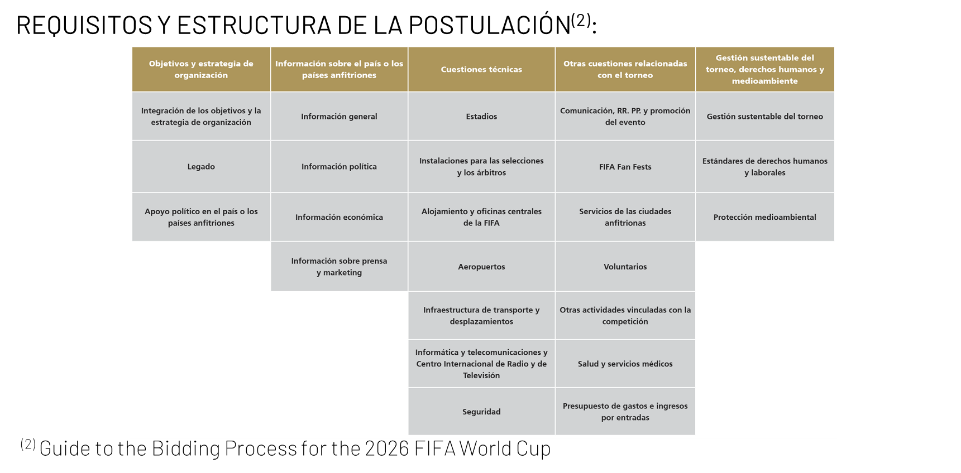 REQUISITOS Y ESTRUCTURA DE LA POSTULACIÓN(2):
Objetivos y estrategia de
organización
Información sobre el país o los
países anfitriones
Cuestiones técnicas
Otras cuestiones relacionadas
con el torneo
Gestión sustentable del
torneo, derechos humanos y
medioambiente
Integración de los objetivos y la
estrategia de organización
Información general
Estadios
Comunicación, RR. PP. y promoción
del evento
Gestión sustentable del torneo
Legado
Información política
Instalaciones para las selecciones
y los árbitros
FIFA Fan Fests
Estándares de derechos humanos
y laborales
Apoyo político en el país o los
países anfitriones
Información económica
Alojamiento y oficinas centrales
de la FIFA
Servicios de las ciudades
anfitrionas
Protección medioambiental
Información sobre prensa
y marketing
Aeropuertos
Voluntarios
Infraestructura de transporte y
desplazamientos
Otras actividades vinculadas con la
competición
Informática y telecomunicaciones y
Centro Internacional de Radio y de
Televisión
Salud y servicios médicos
Seguridad
Presupuesto de gastos e ingresos
por entradas
(2) Guide to the Bidding Process for the 2026 FIFA World Cup